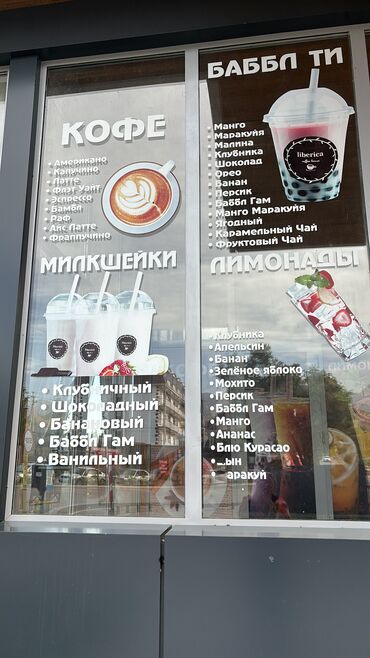 КОФЕ
• Американо
• Капучино
• Латте
• Флэт Уайт
• Эспрессо
• Бамбл
• Раф
• Айс Латте
• Фраппучино
МИЛКШЕЙКИ
• Клубничный
• Шоколадный
• Банановый
• Баббл Гам
• Ванильный
БАББЛ ТИ
• Манго
• Маракуйя
• Малина
• Клубника
• Шоколад
• Орео
• Банан
• Персик
• Баббл Гам
• Манго Маракуйя
• Ягодный
• Карамельный Чай
• Фруктовый Чай
liberica
ЛИМОНАДЫ
• Клубника
• Апельсин
• Банан
• Зелёное яблоко
• Мохито
• Персик
• Баббл Гам
• Манго
• Ананас
• Блю Курасао